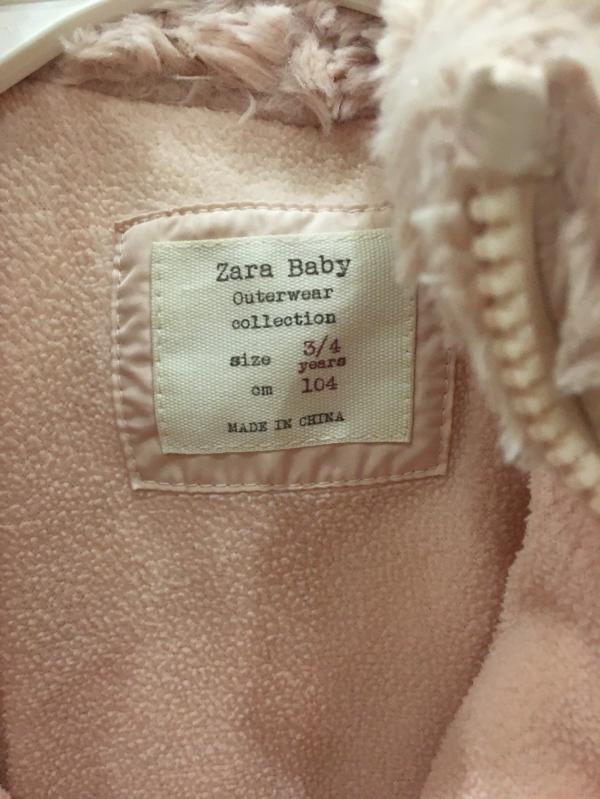 Zara Baby
Outerwear
collection
size 3/4 years
cm 104
MADE IN CHINA